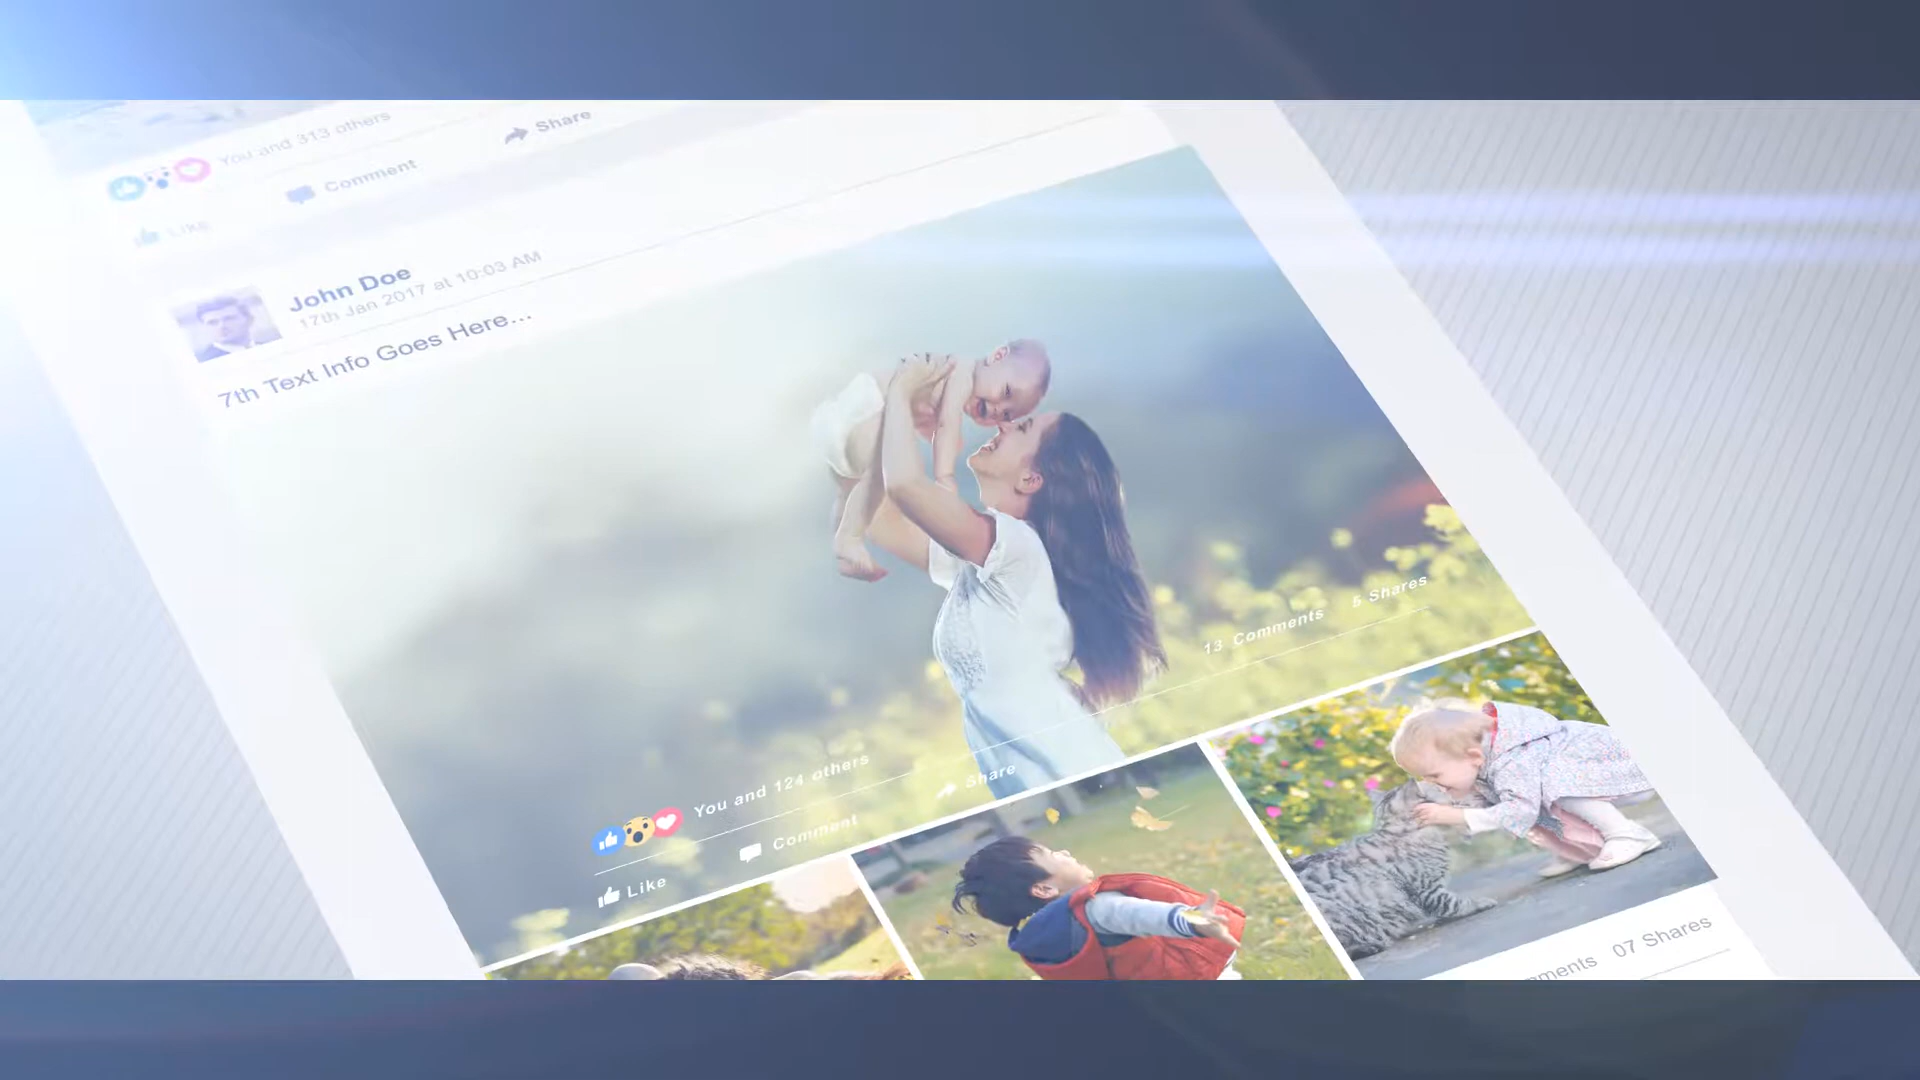 You and 313 others
Like
Comment
Share
John Doe
17th Jan 2017 at 10:03 AM
7th Text Info Goes Here...
13 Comments
5 Shares
You and 124 others
Like
Comment
Share
07 Shares